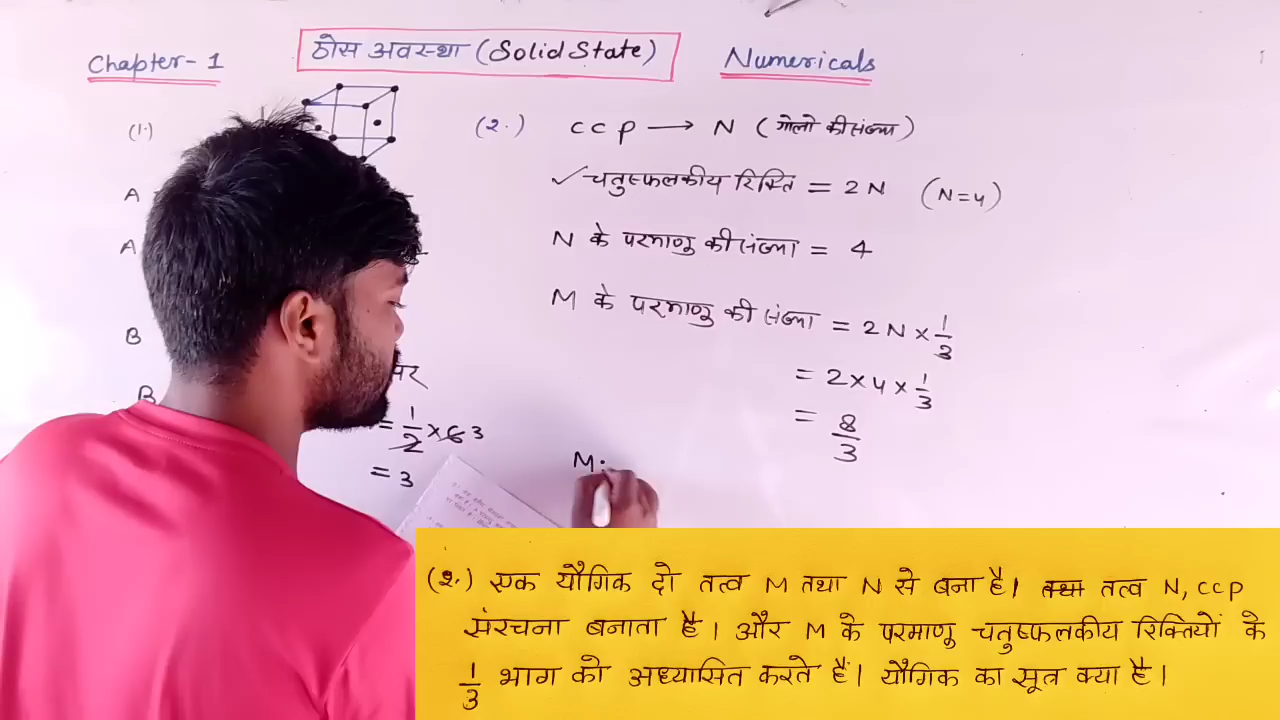 Chapter-1
ठोस अवस्था (Solid State)
Numericals
(1.)
A
A
B
B
पर
= 1/2 × 6 3
= 3
(2.) ccp → N (गोलो की संख्या)
✓चतुष्फलकीय रिक्ति = 2N (N=4)
N के परमाणु की संख्या = 4
M के परमाणु की संख्या = 2N × 1/3
= 2×4×1/3
= 8/3
M:
(2.) एक यौगिक दो तत्व M तथा N से बना है। तथा तत्व N, ccp
संरचना बनाता है। और M के परमाणु चतुष्फलकीय रिक्तियों के
1/3 भाग को अध्यासित करते हैं। यौगिक का सूत्र क्या है।